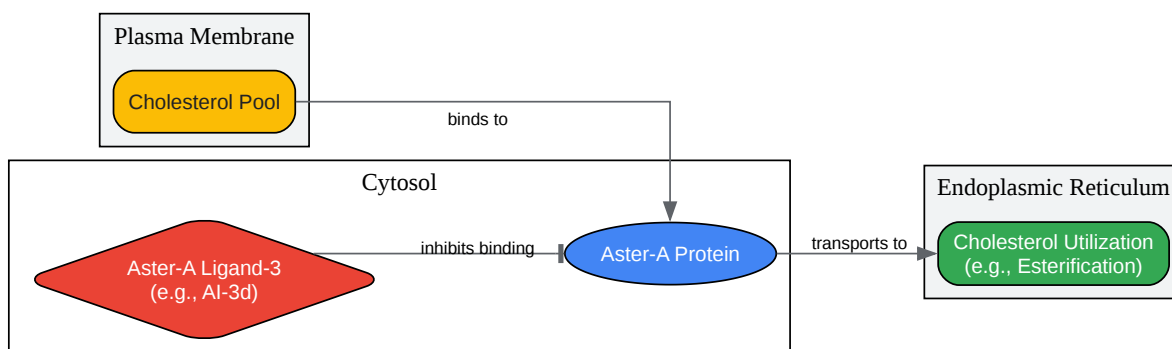 Plasma Membrane
Cholesterol Pool
binds to
Cytosol
Aster-A Ligand-3
(e.g., AI-3d)
inhibits binding
Aster-A Protein
transports to
Endoplasmic Reticulum
Cholesterol Utilization
(e.g., Esterification)